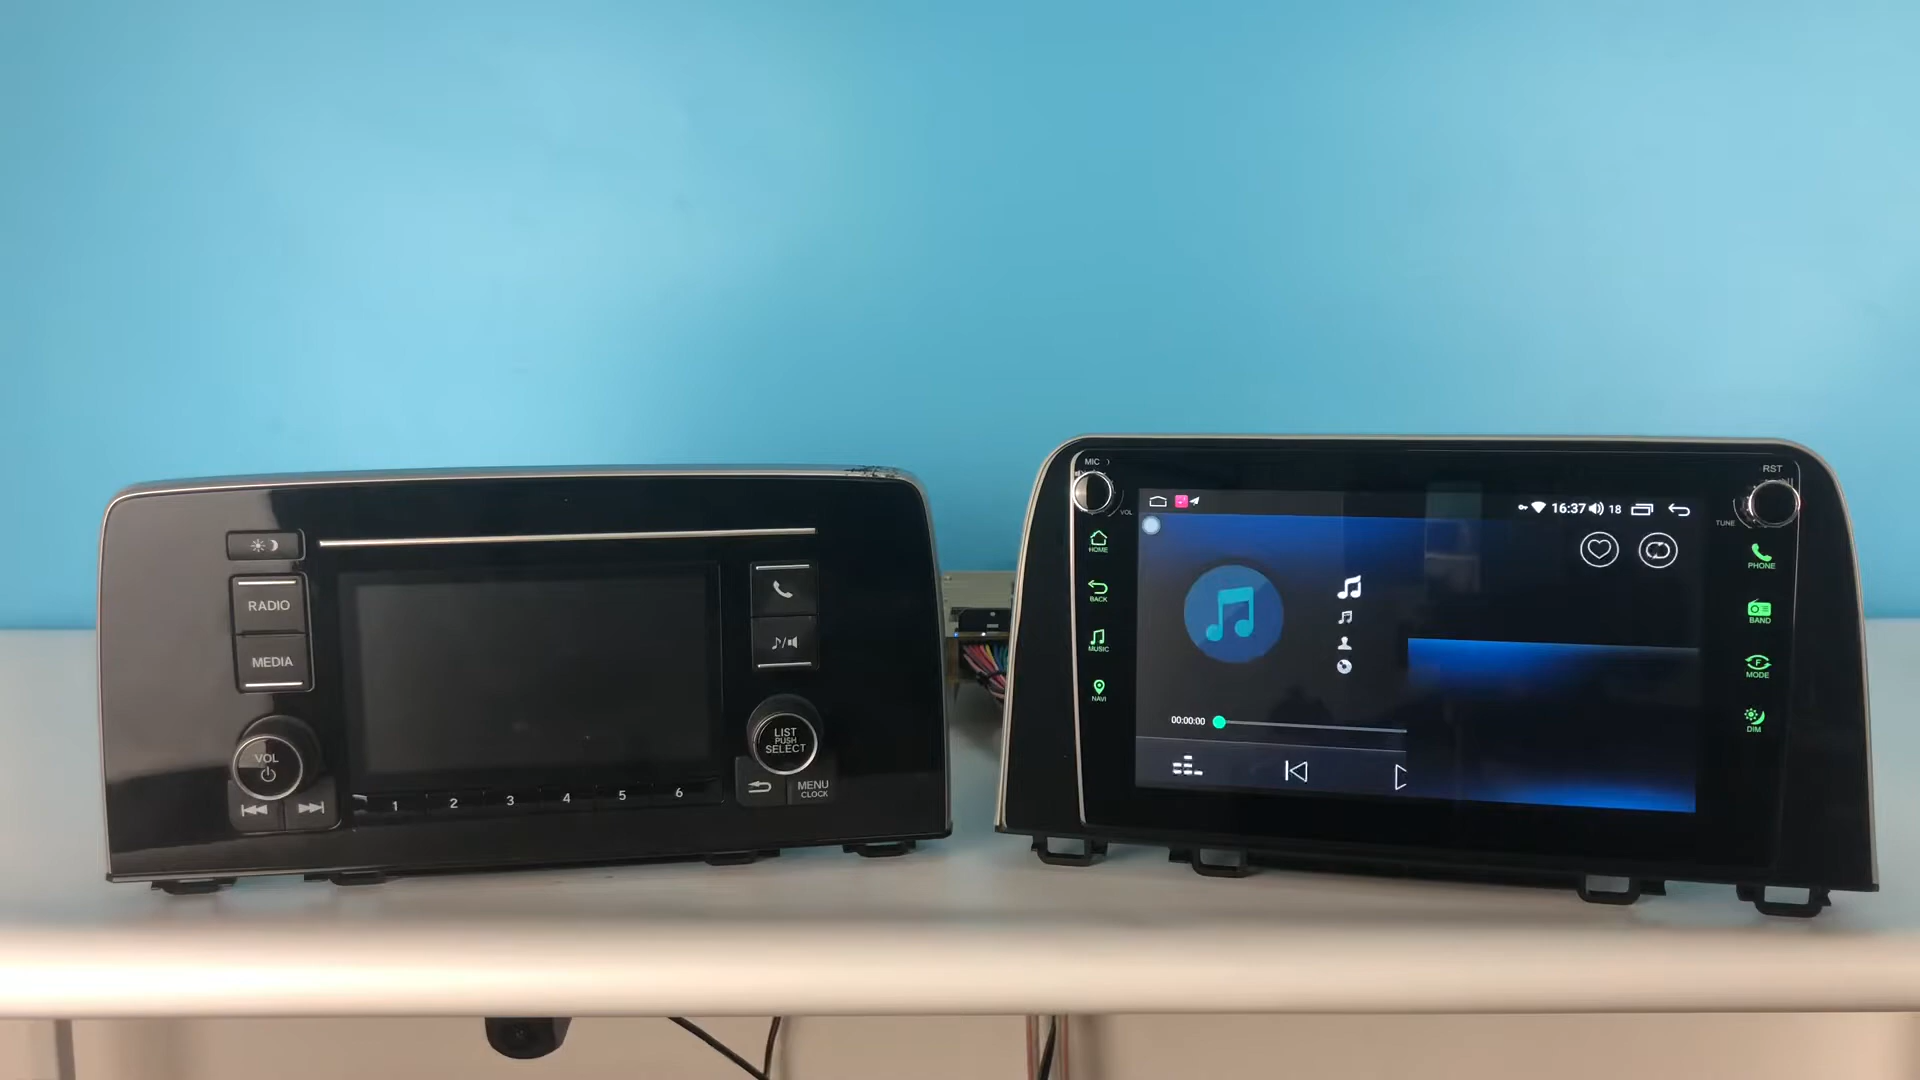 RADIO
MEDIA
VOL
1
2
3
4
5
6
LIST
PUSH
SELECT
MENU
CLOCK
MIC
VOL
HOME
BACK
MUSIC
NAVI
16:37
18
00:00:00
RST
TUNE
PHONE
BAND
F
MODE
DIM